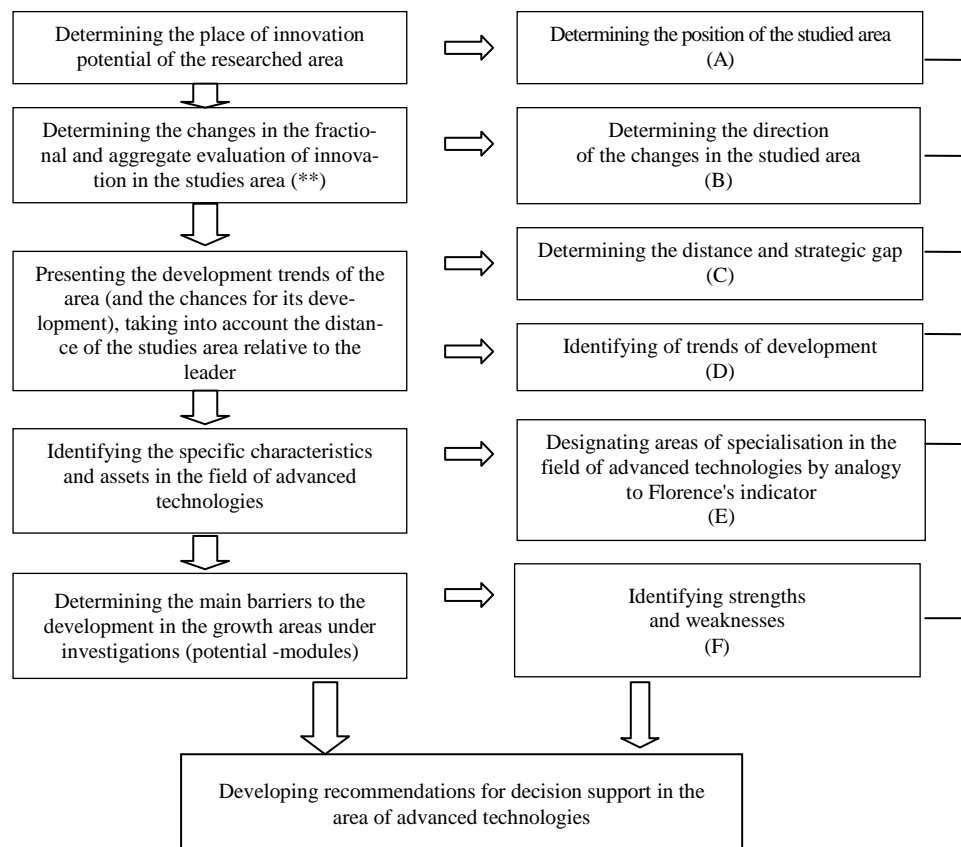 Determining the place of innovation
potential of the researched area
Determining the position of the studied area
(A)
Determining the changes in the fractio-
nal and aggregate evaluation of innova-
tion in the studies area (**)
Determining the direction
of the changes in the studied area
(B)
Presenting the development trends of the
area (and the chances for its deve-
lopment), taking into account the distan-
ce of the studies area relative to the
leader
Determining the distance and strategic gap
(C)
Identifying of trends of development
(D)
Identifying the specific characteristics
and assets in the field of advanced
technologies
Designating areas of specialisation in the
field of advanced technologies by analogy
to Florence's indicator
(E)
Determining the main barriers to the
development in the growth areas under
investigations (potential -modules)
Identifying strengths
and weaknesses
(F)
Developing recommendations for decision support in the
area of advanced technologies